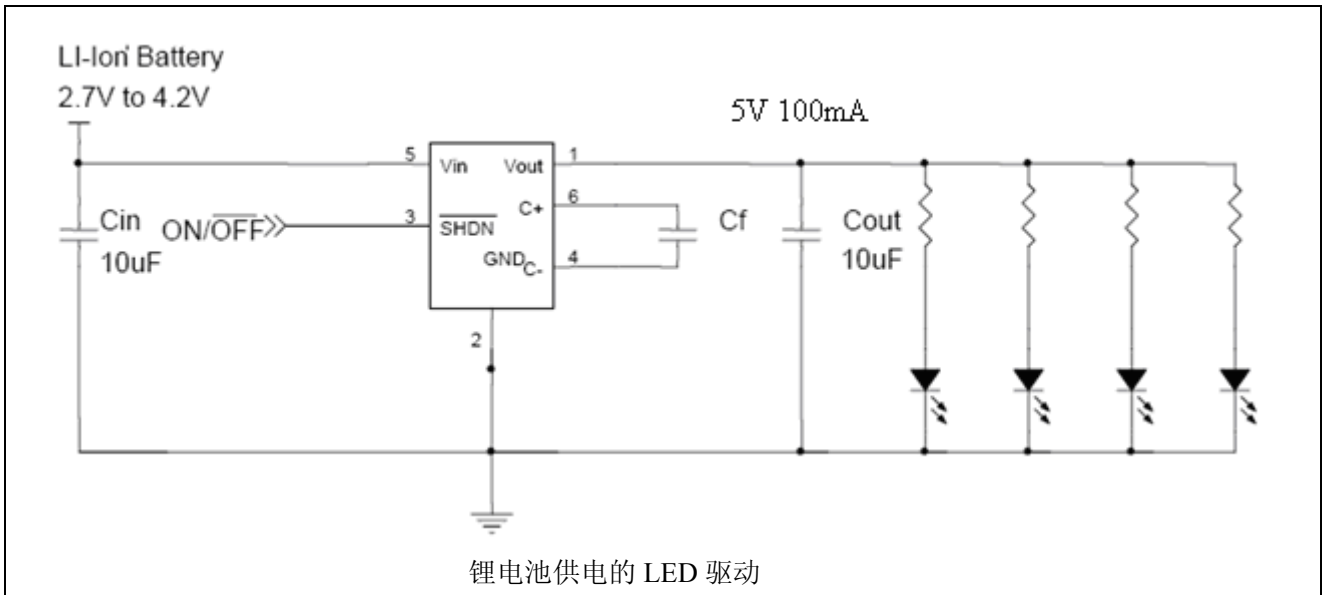 LI-Ion Battery
2.7V to 4.2V
5V 100mA
5
Vin
Vout
1
Cin
10uF
ON/OFF
3
SHDN
C+
6
GND
C-
4
Cf
Cout
10uF
2
锂电池供电的 LED 驱动